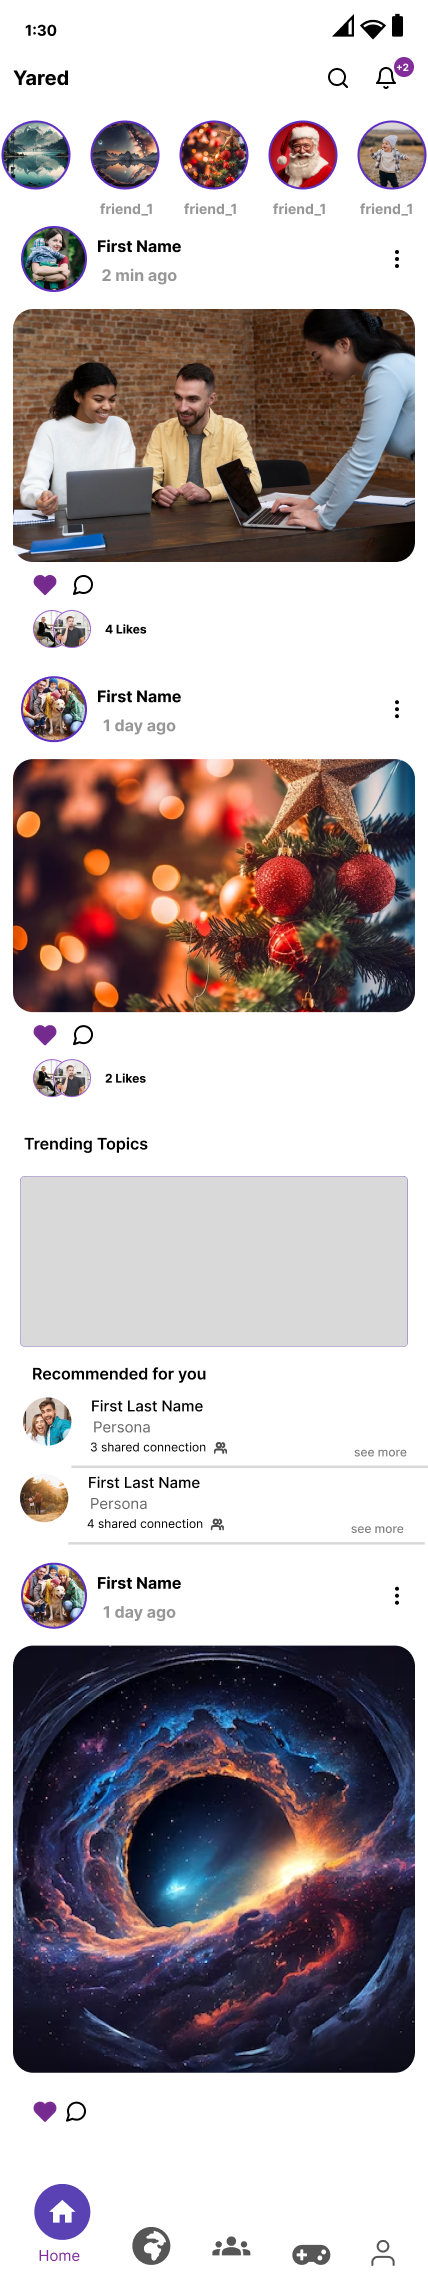 1:30
Yared
+2
friend_1
friend_1
friend_1
friend_1
First Name
2 min ago
4 Likes
First Name
1 day ago
2 Likes
Trending Topics
Recommended for you
First Last Name
Persona
3 shared connection
see more
First Last Name
Persona
4 shared connection
see more
First Name
1 day ago
Home